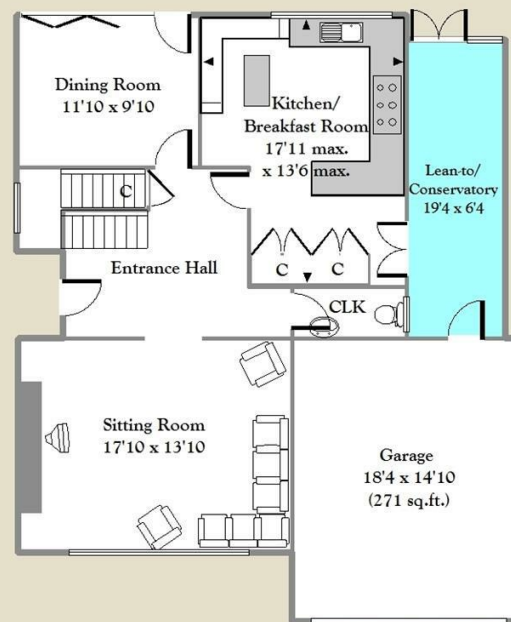 Dining Room
11'10 x 9'10
Kitchen/
Breakfast Room
17'11 max.
x 13'6 max.
Lean-to/
Conservatory
19'4 x 6'4
C
Entrance Hall
C
C
CLK
Sitting Room
17'10 x 13'10
Garage
18'4 x 14'10
(271 sq.ft.)